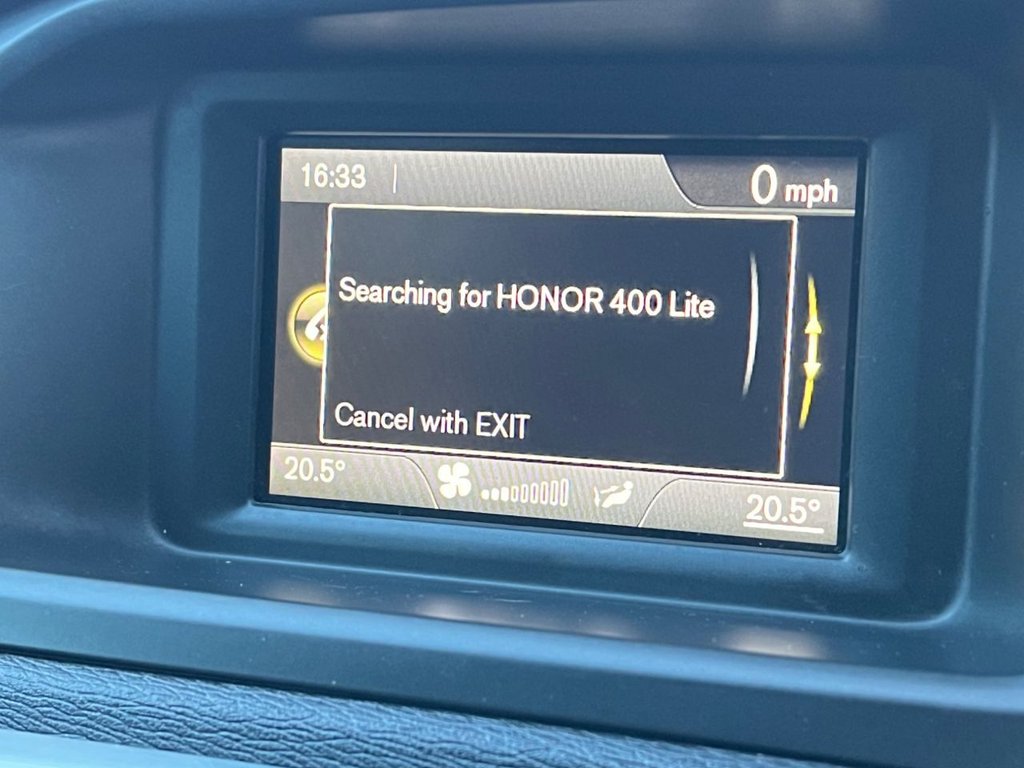 16:33
0 mph
Searching for HONOR 400 Lite
Cancel with EXIT
20.5°
20.5°